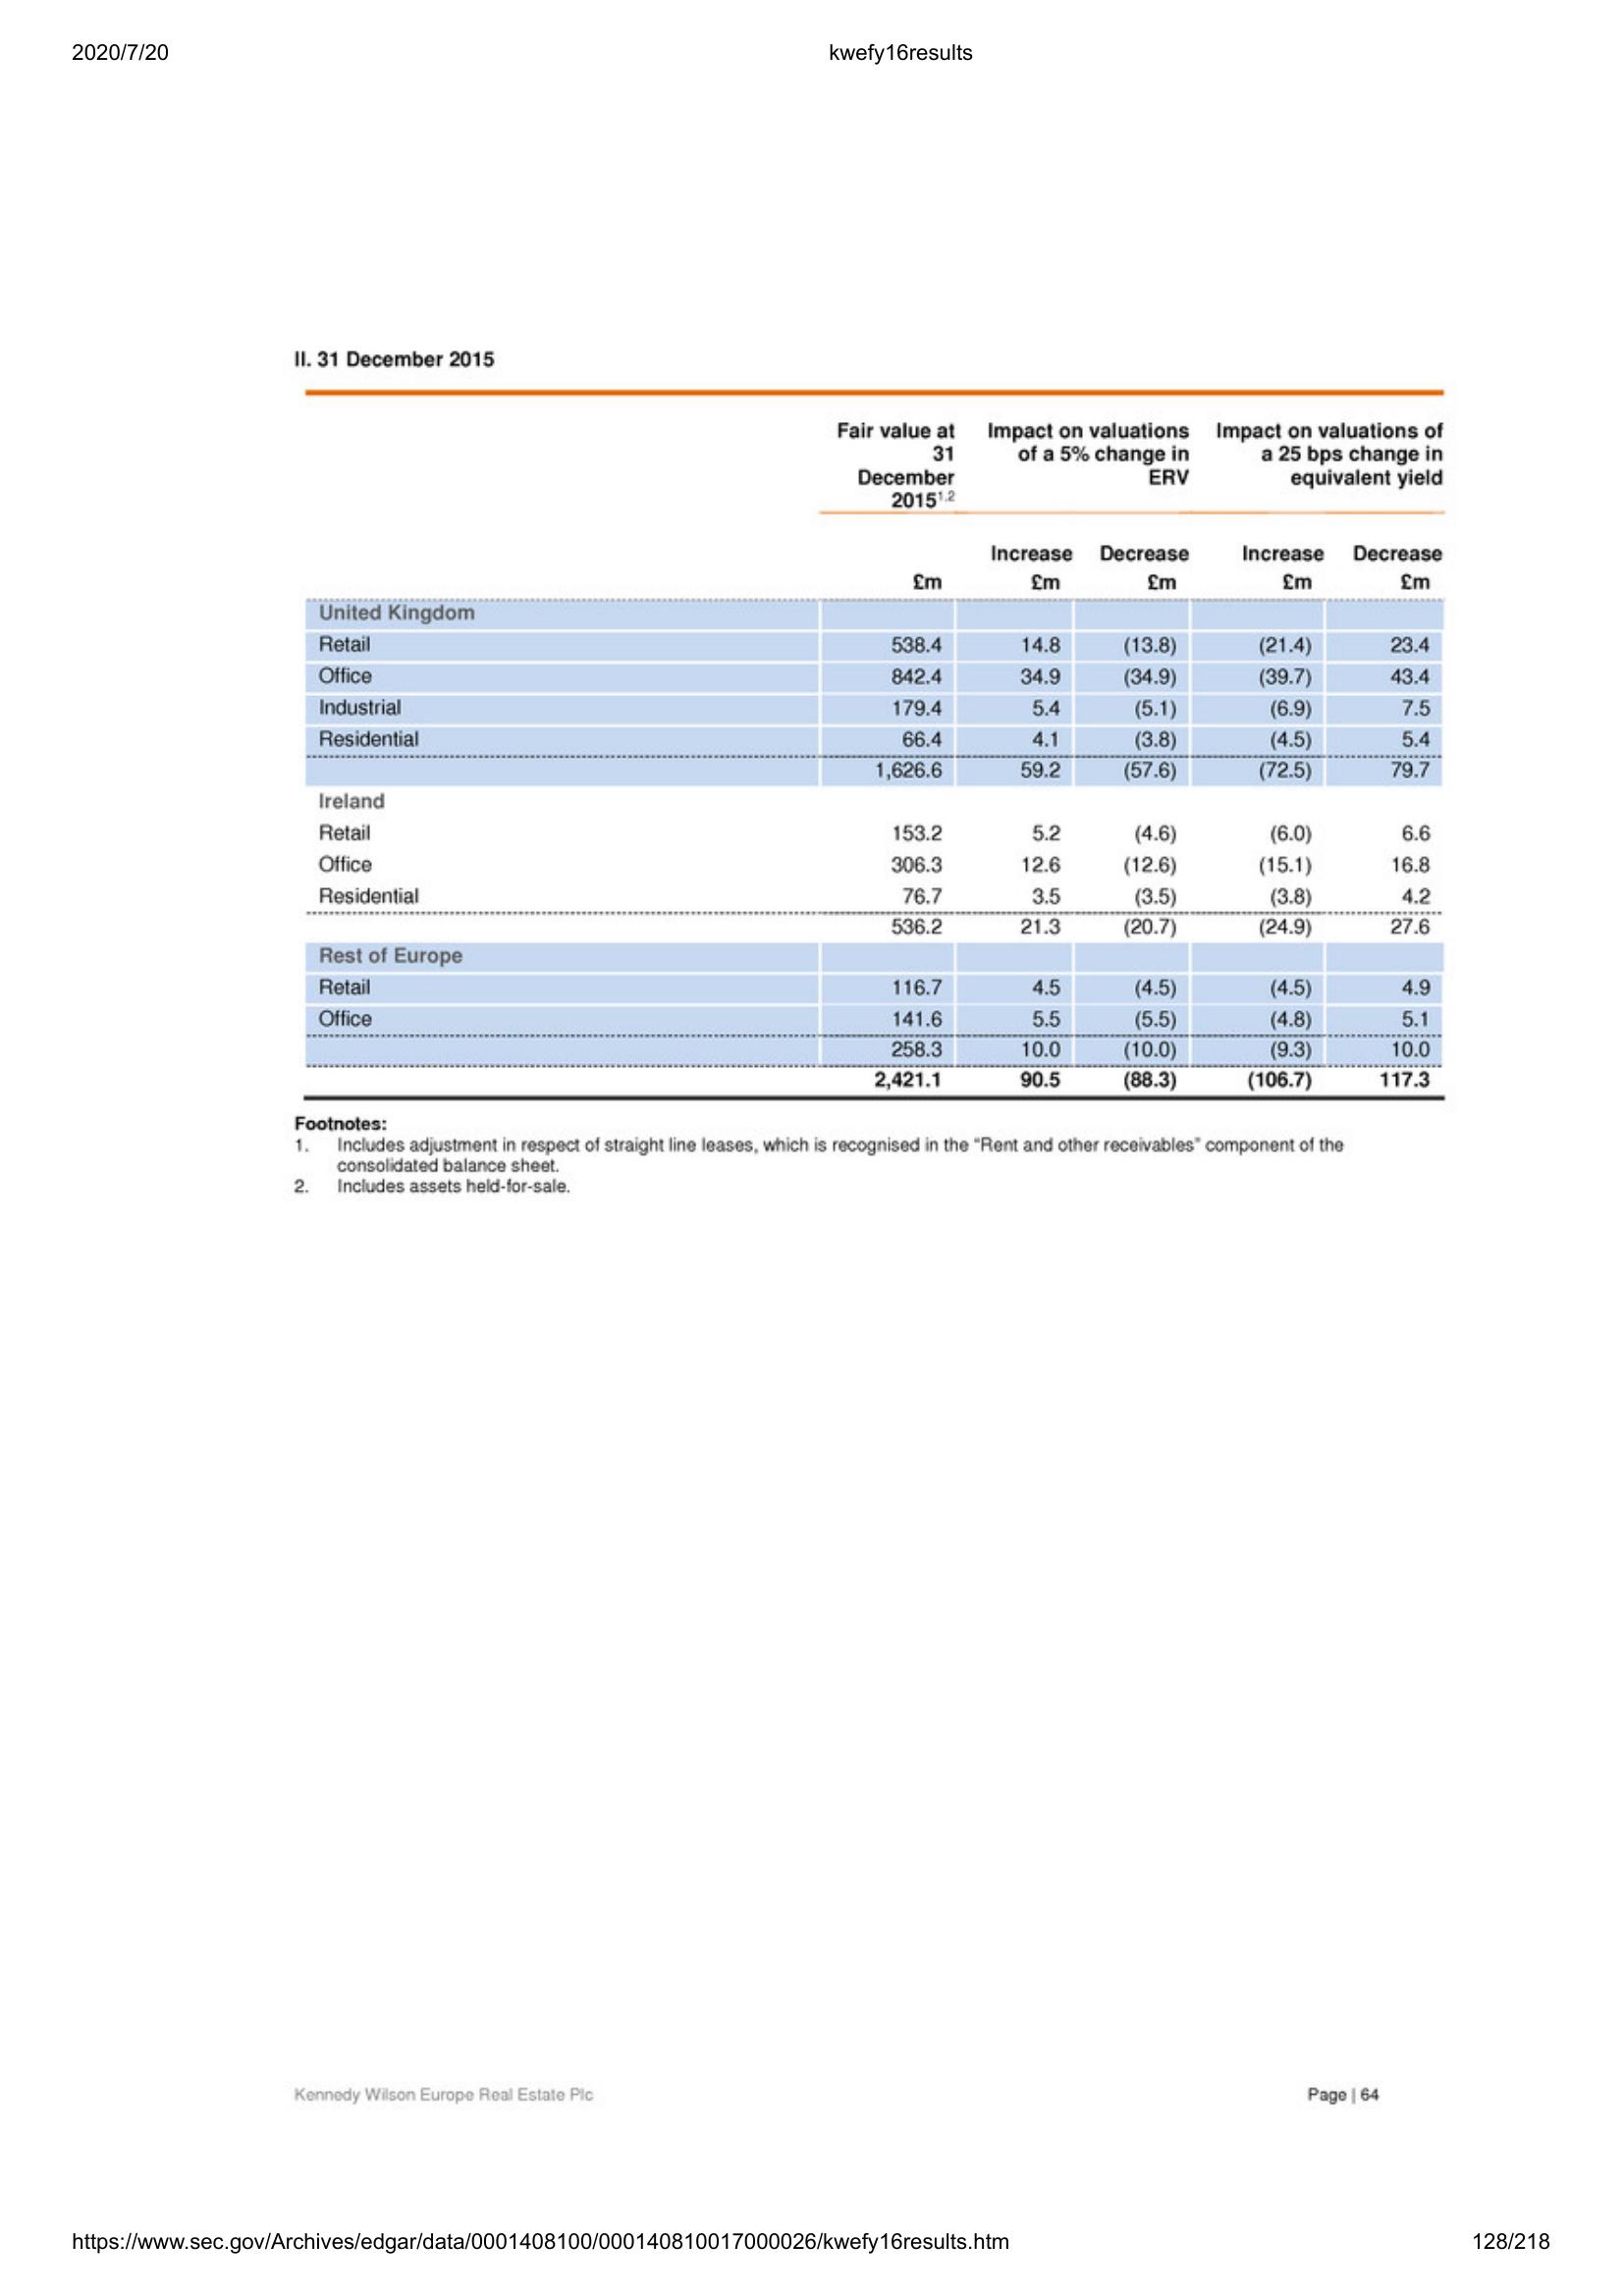 2020/7/20 kwefy16results
II. 31 December 2015
Fair value at Impact on valuations Impact on valuations of
31 of a 5% change in a 25 bps change in
December ERV equivalent yield
2015¹,²
Increase Decrease Increase Decrease
£m £m £m £m £m
United Kingdom
Retail 538.4 14.8 (13.8) (21.4) 23.4
Office 842.4 34.9 (34.9) (39.7) 43.4
Industrial 179.4 5.4 (5.1) (6.9) 7.5
Residential 66.4 4.1 (3.8) (4.5) 5.4
1,626.6 59.2 (57.6) (72.5) 79.7
Ireland
Retail 153.2 5.2 (4.6) (6.0) 6.6
Office 306.3 12.6 (12.6) (15.1) 16.8
Residential 76.7 3.5 (3.5) (3.8) 4.2
536.2 21.3 (20.7) (24.9) 27.6
Rest of Europe
Retail 116.7 4.5 (4.5) (4.5) 4.9
Office 141.6 5.5 (5.5) (4.8) 5.1
258.3 10.0 (10.0) (9.3) 10.0
2,421.1 90.5 (88.3) (106.7) 117.3
Footnotes:
1. Includes adjustment in respect of straight line leases, which is recognised in the “Rent and other receivables” component of the
consolidated balance sheet.
2. Includes assets held-for-sale.
Kennedy Wilson Europe Real Estate Plc Page | 64
https://www.sec.gov/Archives/edgar/data/0001408100/000140810017000026/kwefy16results.htm 128/218